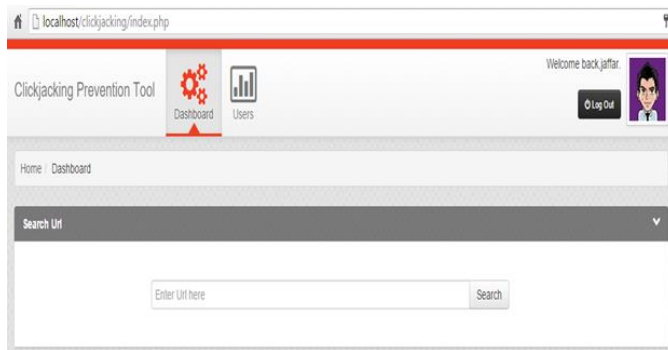 localhost/clickjacking/index.php
Welcome back,jaffar.
Clickjacking Prevention Tool
Dashboard
Users
Log Out
Home / Dashboard
Search Url
Enter Url here
Search